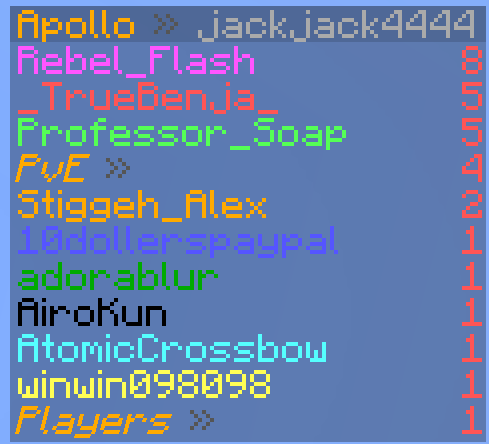 Apollo » jackjack4444
Rebel_Flash 8
_TrueBenja_ 5
Professor_Soap 5
PvE » 4
Stiggeh_Alex 2
10dollerspaypal 1
adorablur 1
AiroKun 1
AtomicCrossbow 1
winwin098098 1
Players » 1